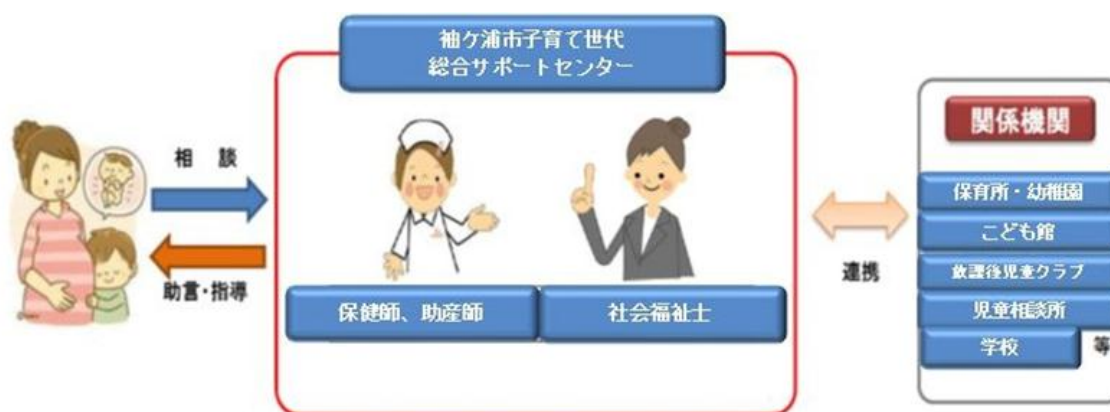 袖ケ浦市子育て世代
総合サポートセンター
相 談
助言・指導
保健師、助産師
社会福祉士
連携
関係機関
保育所・幼稚園
こども館
放課後児童クラブ
児童相談所
学校
等